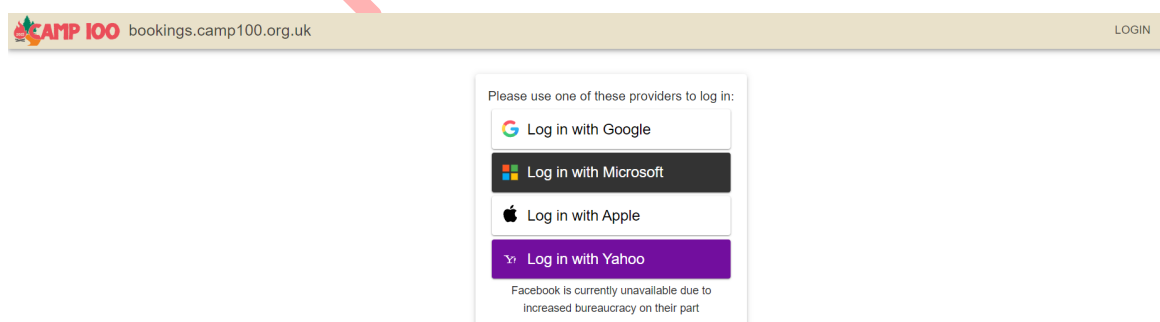 CAMP 100 bookings.camp100.org.uk LOGIN
Please use one of these providers to log in:
Log in with Google
Log in with Microsoft
Log in with Apple
Log in with Yahoo
Facebook is currently unavailable due to
increased bureaucracy on their part